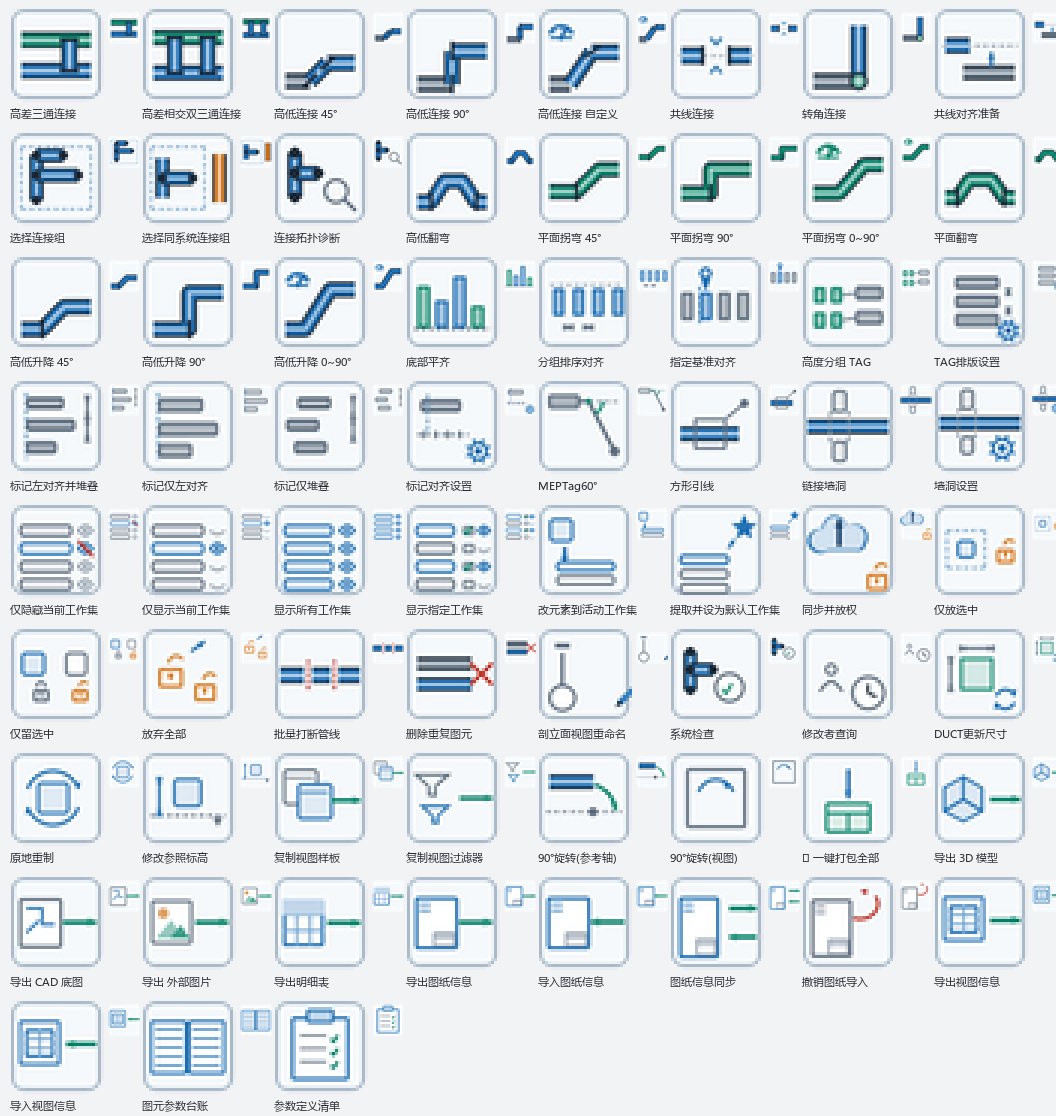 高差三通连接
高差相交双三通连接
高低连接 45°
高低连接 90°
高低连接 自定义
共线连接
转角连接
共线对齐准备
选择连接组
选择同系统连接组
连接拓扑诊断
高低翻弯
平面拐弯 45°
平面拐弯 90°
平面拐弯 0~90°
平面翻弯
高低升降 45°
高低升降 90°
高低升降 0~90°
底部平齐
分组排序对齐
指定基准对齐
高度分组 TAG
TAG排版设置
标记左对齐并堆叠
标记仅左对齐
标记仅堆叠
标记对齐设置
MEPTag60°
方形引线
链接墙洞
墙洞设置
仅隐藏当前工作集
仅显示当前工作集
显示所有工作集
显示指定工作集
改元素到活动工作集
提取并设为默认工作集
同步并放权
仅放选中
仅留选中
放弃全部
批量打断管线
删除重复图元
剖立面视图重命名
系统检查
修改者查询
DUCT更新尺寸
原地重制
修改参照标高
复制视图样板
复制视图过滤器
90°旋转(参考轴)
90°旋转(视图)
一键打包全部
导出 3D 模型
导出 CAD 底图
导出 外部图片
导出明细表
导出图纸信息
导入图纸信息
图纸信息同步
撤销图纸导入
导出视图信息
导入视图信息
图元参数台账
参数定义清单